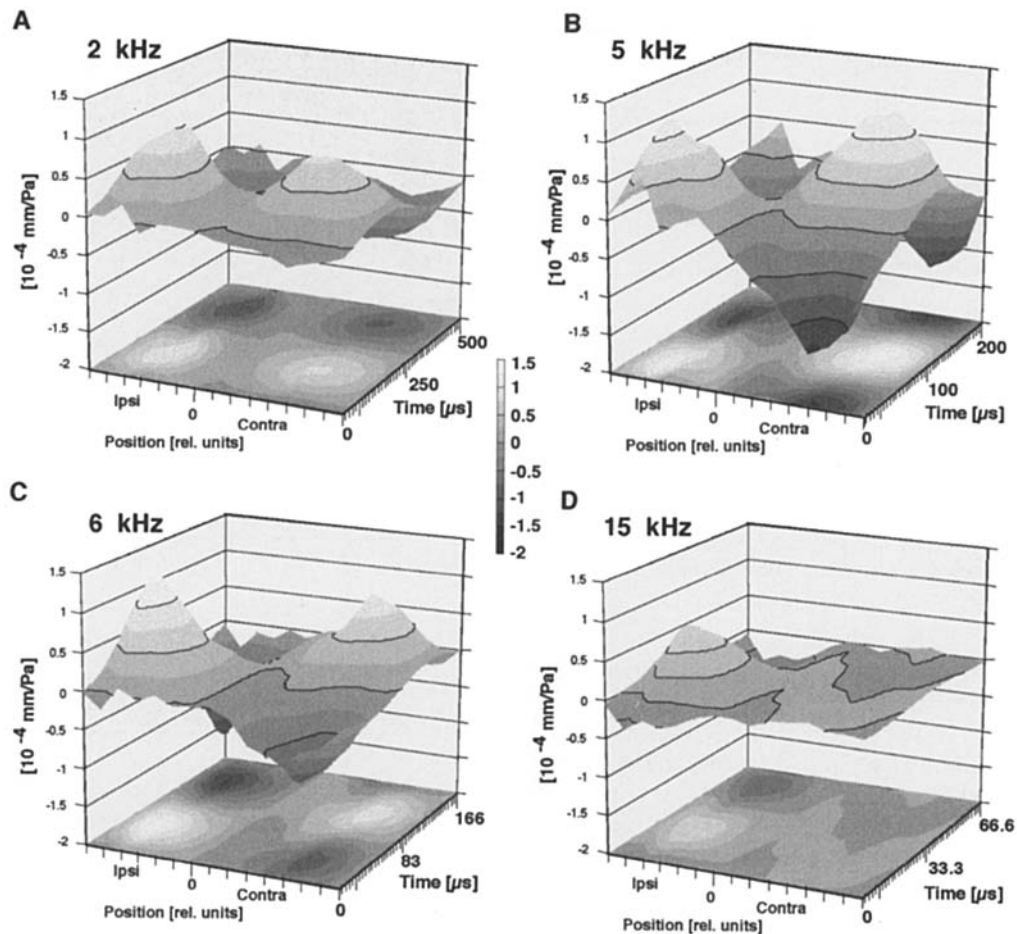 A
2 kHz
1.5
1
0.5
0
-0.5
-1
-1.5
-2
[10 -4 mm/Pa]
Ipsi
0
Contra
Position [rel. units]
0
250
500
Time [µs]
B
5 kHz
1.5
1
0.5
0
-0.5
-1
-1.5
-2
[10 -4 mm/Pa]
Ipsi
0
Contra
Position [rel. units]
0
100
200
Time [µs]
1.5
1
0.5
0
-0.5
-1
-1.5
-2
C
6 kHz
1.5
1
0.5
0
-0.5
-1
-1.5
-2
[10 -4 mm/Pa]
Ipsi
0
Contra
Position [rel. units]
0
83
166
Time [µs]
D
15 kHz
1.5
1
0.5
0
-0.5
-1
-1.5
-2
[10 -4 mm/Pa]
Ipsi
0
Contra
Position [rel. units]
0
33.3
66.6
Time [µs]